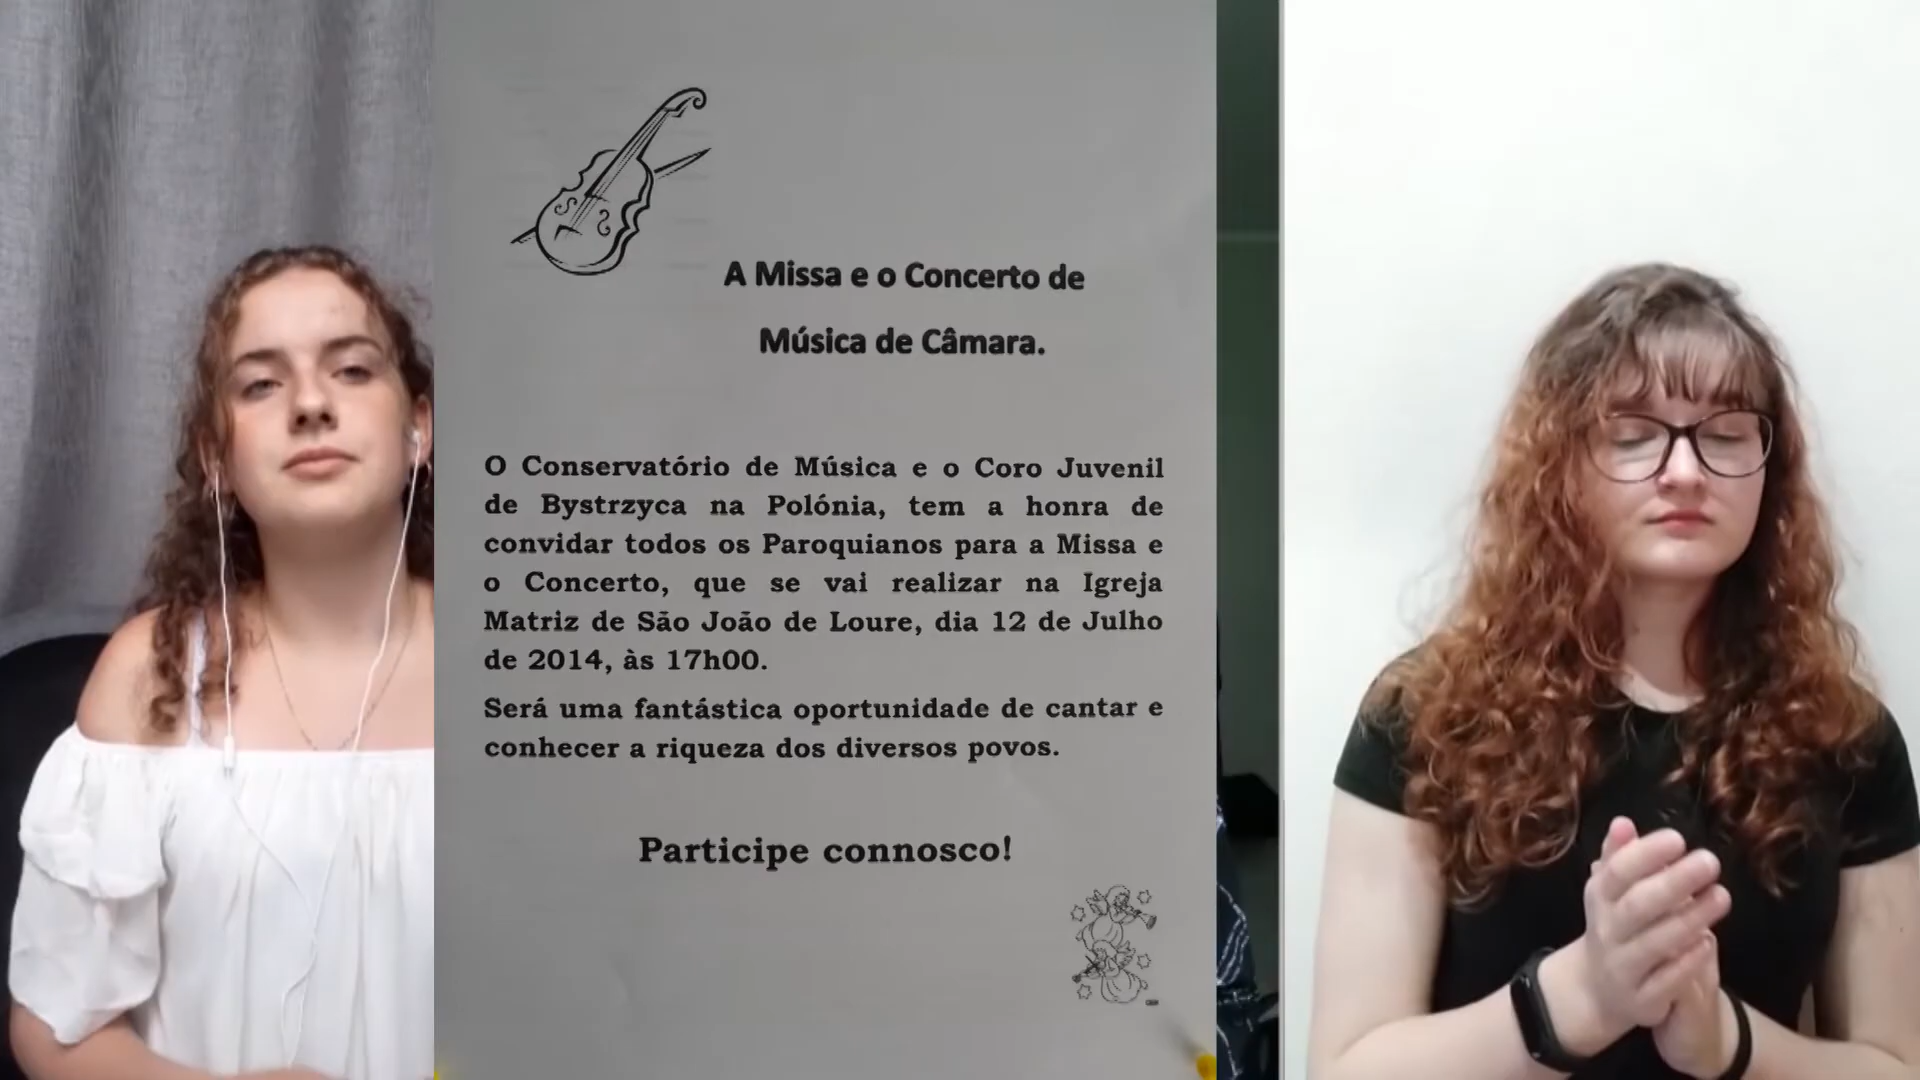 A Missa e o Concerto de
Música de Câmara.
O Conservatório de Música e o Coro Juvenil
de Bystrzyca na Polónia, tem a honra de
convidar todos os Paroquianos para a Missa e
o Concerto, que se vai realizar na Igreja
Matriz de São João de Loure, dia 12 de Julho
de 2014, às 17h00.
Será uma fantástica oportunidade de cantar e
conhecer a riqueza dos diversos povos.
Participe connosco!